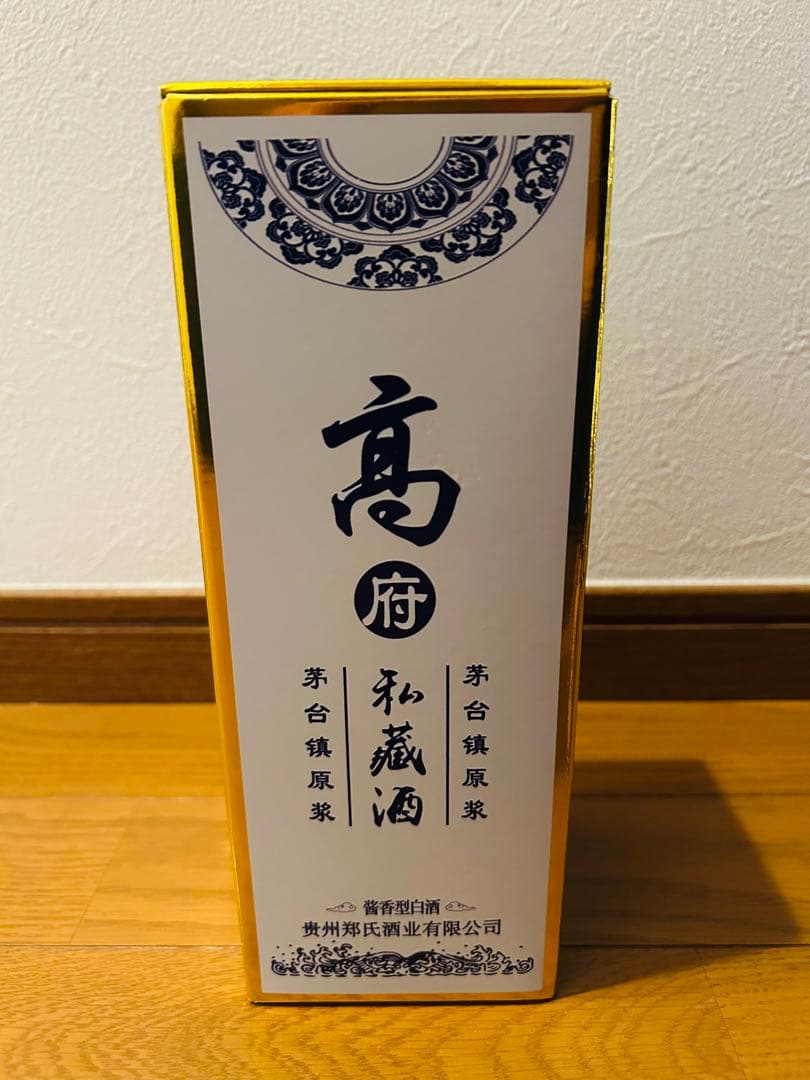 高
府
茅台镇原浆
私藏酒
茅台镇原浆
酱香型白酒
贵州郑氏酒业有限公司